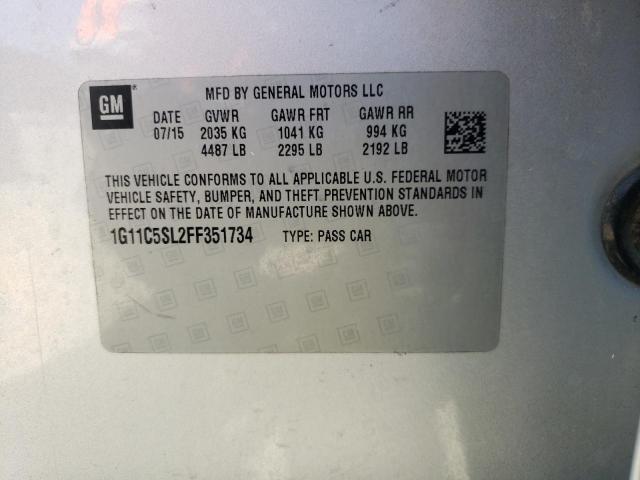 GM
MFD BY GENERAL MOTORS LLC
DATE GVWR GAWR FRT GAWR RR
07/15 2035 KG 1041 KG 994 KG
4487 LB 2295 LB 2192 LB
THIS VEHICLE CONFORMS TO ALL APPLICABLE U.S. FEDERAL MOTOR
VEHICLE SAFETY, BUMPER, AND THEFT PREVENTION STANDARDS IN
EFFECT ON THE DATE OF MANUFACTURE SHOWN ABOVE.
1G11C5SL2FF351734 TYPE: PASS CAR